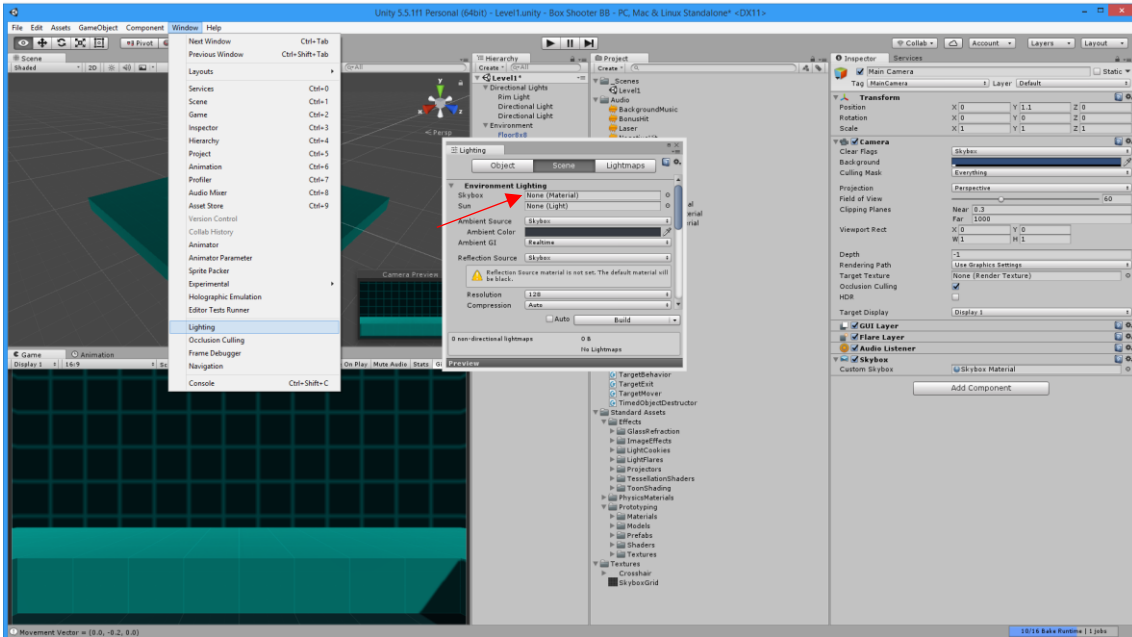 Unity 5.5.1f1 Personal (64bit) - Level1.unity - Box Shooter BB - PC, Mac & Linux Standalone* <DX11>
File Edit Assets GameObject Component Window Help
Pivot
Collab
Account
Layers
Layout
Next Window Ctrl+Tab
Previous Window Ctrl+Shift+Tab
Layouts
Services Ctrl+0
Scene Ctrl+1
Game Ctrl+2
Inspector Ctrl+3
Hierarchy Ctrl+4
Project Ctrl+5
Animation Ctrl+6
Profiler Ctrl+7
Audio Mixer Ctrl+8
Asset Store Ctrl+9
Version Control
Collab History
Animator
Animator Parameter
Sprite Packer
Experimental
Holographic Emulation
Editor Tests Runner
Lighting
Occlusion Culling
Frame Debugger
Navigation
Console Ctrl+Shift+C
Scene
Shaded 2D
All
y
Persp
Camera Preview
Game Animation
Display 1 16:9
On Play Mute Audio Stats
Hierarchy
Create All
Level1*
Directional Lights
Rim Light
Directional Light
Directional Light
Environment
Floor8x8
Lighting
Object Scene Lightmaps
Environment Lighting
Skybox None (Material)
Sun None (Light)
Ambient Source Skybox
Ambient Color
Ambient GI Realtime
Reflection Source Skybox
Reflection Source material is not set. The default material will
be black.
Resolution 128
Compression Auto
Auto Build
0 non-directional lightmaps 0 B
No Lightmaps
Preview
Project
Create
_Scenes
Level1
Audio
BackgroundMusic
BonusHit
Laser
TargetBehavior
TargetExit
TargetMover
TimedObjectDestructor
Standard Assets
Effects
GlassRefraction
ImageEffects
LightCookies
LightFlares
Projectors
TessellationShaders
ToonShading
PhysicsMaterials
Prototyping
Materials
Models
Prefabs
Shaders
Textures
Textures
Crosshair
SkyboxGrid
Inspector Services
Main Camera Static
Tag MainCamera Layer Default
Transform
Position X 0 Y 1.1 Z 0
Rotation X 0 Y 0 Z 0
Scale X 1 Y 1 Z 1
Camera
Clear Flags Skybox
Background
Culling Mask Everything
Projection Perspective
Field of View 60
Clipping Planes Near 0.3
Far 1000
Viewport Rect X 0 Y 0
W 1 H 1
Depth -1
Rendering Path Use Graphics Settings
Target Texture None (Render Texture)
Occlusion Culling
HDR
Target Display Display 1
GUI Layer
Flare Layer
Audio Listener
Skybox
Custom Skybox Skybox Material
Add Component
Movement Vector = (0.0, -0.2, 0.0)
10/16 Bake Runtime | 1 jobs